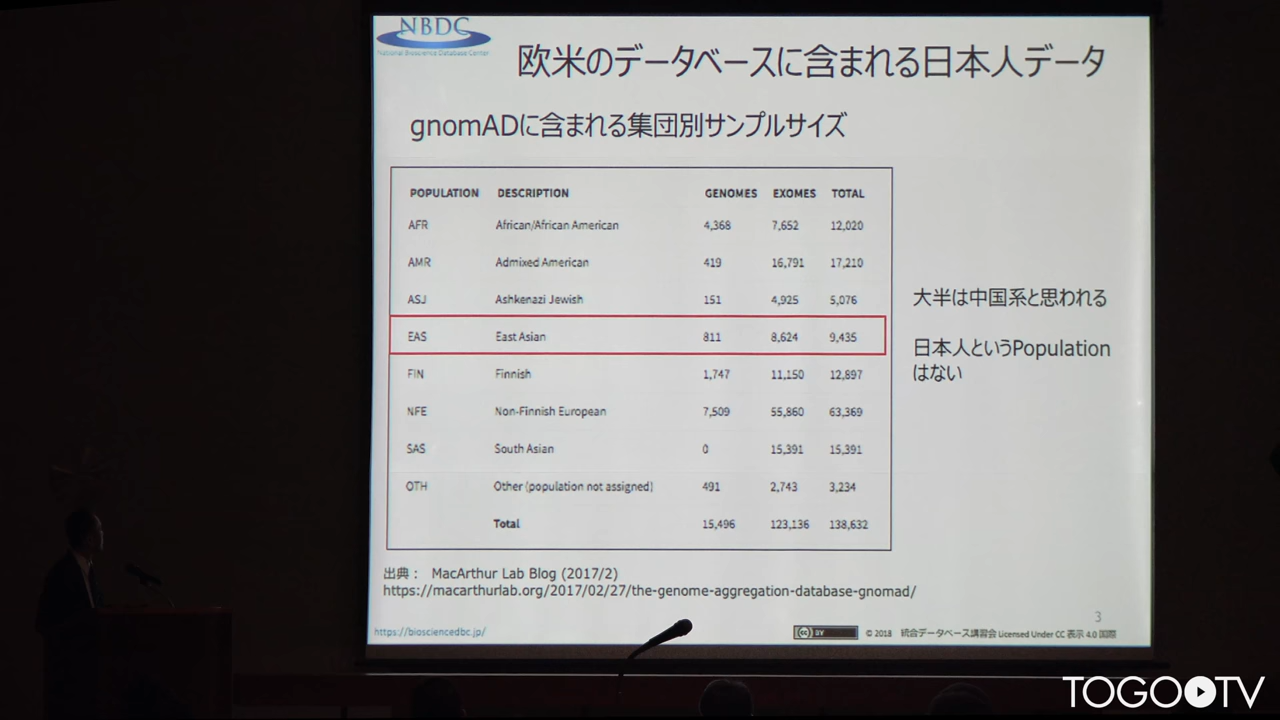 NBDC
National Bioscience Database Center
欧米のデータベースに含まれる日本人データ
gnomADに含まれる集団別サンプルサイズ
POPULATION DESCRIPTION GENOMES EXOMES TOTAL
AFR African/African American 4,368 7,652 12,020
AMR Admixed American 419 16,791 17,210
ASJ Ashkenazi Jewish 151 4,925 5,076
EAS East Asian 811 8,624 9,435
FIN Finnish 1,747 11,150 12,897
NFE Non-Finnish European 7,509 55,860 63,369
SAS South Asian 0 15,391 15,391
OTH Other (population not assigned) 491 2,743 3,234
Total 15,496 123,136 138,632
大半は中国系と思われる
日本人というPopulation
はない
出典： MacArthur Lab Blog (2017/2)
https://macarthurlab.org/2017/02/27/the-genome-aggregation-database-gnomad/
3
https://biosciencedbc.jp/
cc BY © 2018 統合データベース講習会 Licensed Under CC 表示 4.0 国際
TOGO TV